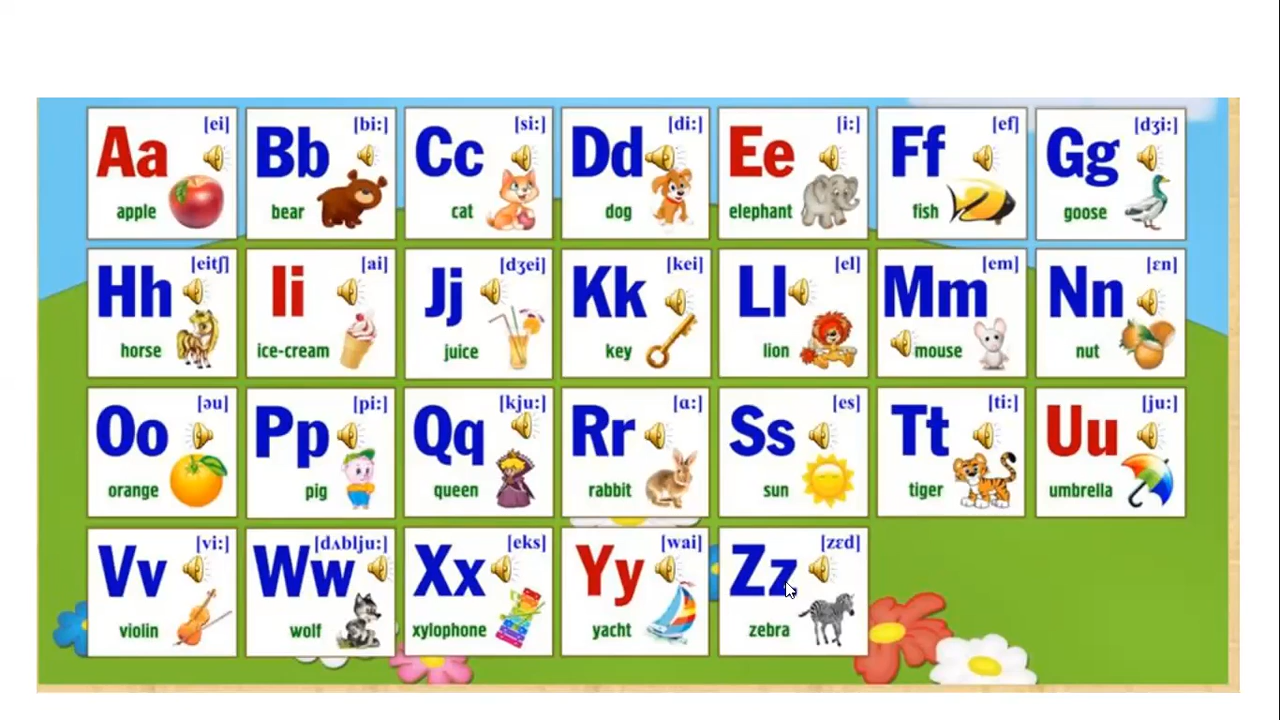 [ei] [bi:] [si:] [di:] [i:] [ef] [dʒi:]
Aa Bb Cc Dd Ee Ff Gg
apple bear cat dog elephant fish goose
[eitʃ] [ai] [dʒei] [kei] [el] [em] [ɛn]
Hh Ii Jj Kk Ll Mm Nn
horse ice-cream juice key lion mouse nut
[əu] [pi:] [kju:] [ɑ:] [es] [ti:] [ju:]
Oo Pp Qq Rr Ss Tt Uu
orange pig queen rabbit sun tiger umbrella
[vi:] [dʌblju:] [eks] [wai] [zɛd]
Vv Ww Xx Yy Zz
violin wolf xylophone yacht zebra